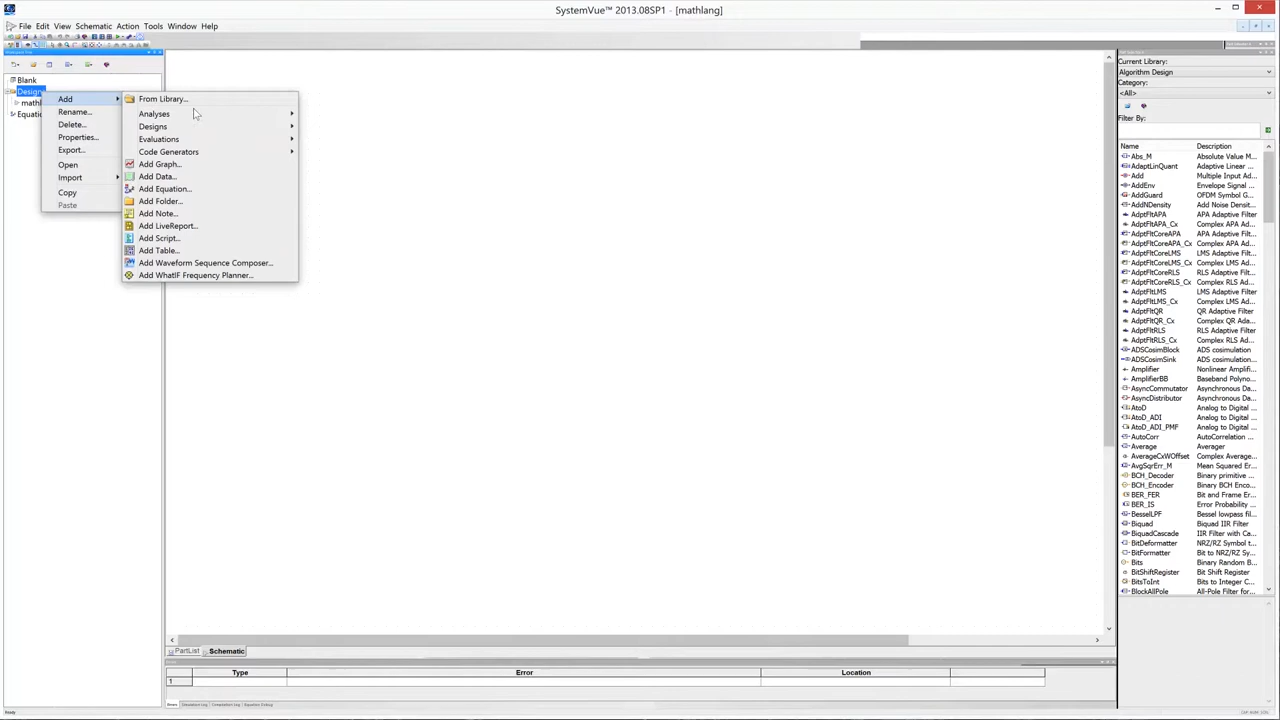 SystemVue™ 2013.08SP1 - [mathlang]
File Edit View Schematic Action Tools Window Help
Blank
Design
Equatio
Add
Rename...
Delete...
Properties...
Export...
Open
Import
Copy
Paste
From Library...
Analyses
Designs
Evaluations
Code Generators
Add Graph...
Add Data...
Add Equation...
Add Folder...
Add Note...
Add LiveReport...
Add Script...
Add Table...
Add Waveform Sequence Composer...
Add WhatIF Frequency Planner...
Current Library:
Algorithm Design
Category:
<All>
Filter By:
Name Description
Abs_M Absolute Value M...
AdaptLinQuant Adaptive Linear ...
Add Multiple Input Ad...
AddEnv Envelope Signal ...
AddGuard OFDM Symbol G...
AddNDensity Add Noise Densit...
AdptFltAPA APA Adaptive Filter
AdptFltAPA_Cx Complex APA Ad...
AdptFltCoreAPA APA Adaptive Filter
AdptFltCoreAPA_Cx Complex APA Ad...
AdptFltCoreLMS LMS Adaptive Filter
AdptFltCoreLMS_Cx Complex LMS Ad...
AdptFltCoreRLS RLS Adaptive Filter
AdptFltCoreRLS_Cx Complex RLS Ad...
AdptFltLMS LMS Adaptive Filter
AdptFltLMS_Cx Complex LMS Ad...
AdptFltQR QR Adaptive Filter
AdptFltQR_Cx Complex QR Ada...
AdptFltRLS RLS Adaptive Filter
AdptFltRLS_Cx Complex RLS Ad...
ADSCosimBlock ADS cosimulation
ADSCosimSink ADS cosimulation
Amplifier Nonlinear Amplifi...
AmplifierBB Baseband Polyno...
AsyncCommutator Asynchronous Da...
AsyncDistributor Asynchronous Da...
AtoD Analog to Digital ...
AtoD_ADI Analog to Digital ...
AtoD_ADI_PMF Analog to Digital ...
AutoCorr AutoCorrelation ...
Average Averager
AverageCxWOffset Complex Average...
AvgSqrErr_M Mean Squared Er...
BCH_Decoder Binary primitive ...
BCH_Encoder Binary BCH Enco...
BER_FER Bit and Frame Er...
BER_IS Error Probability ...
BesselLPF Bessel lowpass fil...
Biquad Biquad IIR Filter
BiquadCascade IIR Filter with Ca...
BitDeformatter NRZ/RZ Symbol t...
BitFormatter Bit to NRZ/RZ Sy...
Bits Binary Random B...
BitShiftRegister Bit Shift Register
BitsToInt Bits to Integer C...
BlockAllPole All-Pole Filter for...
PartList Schematic
Type Error Location
1
Ready